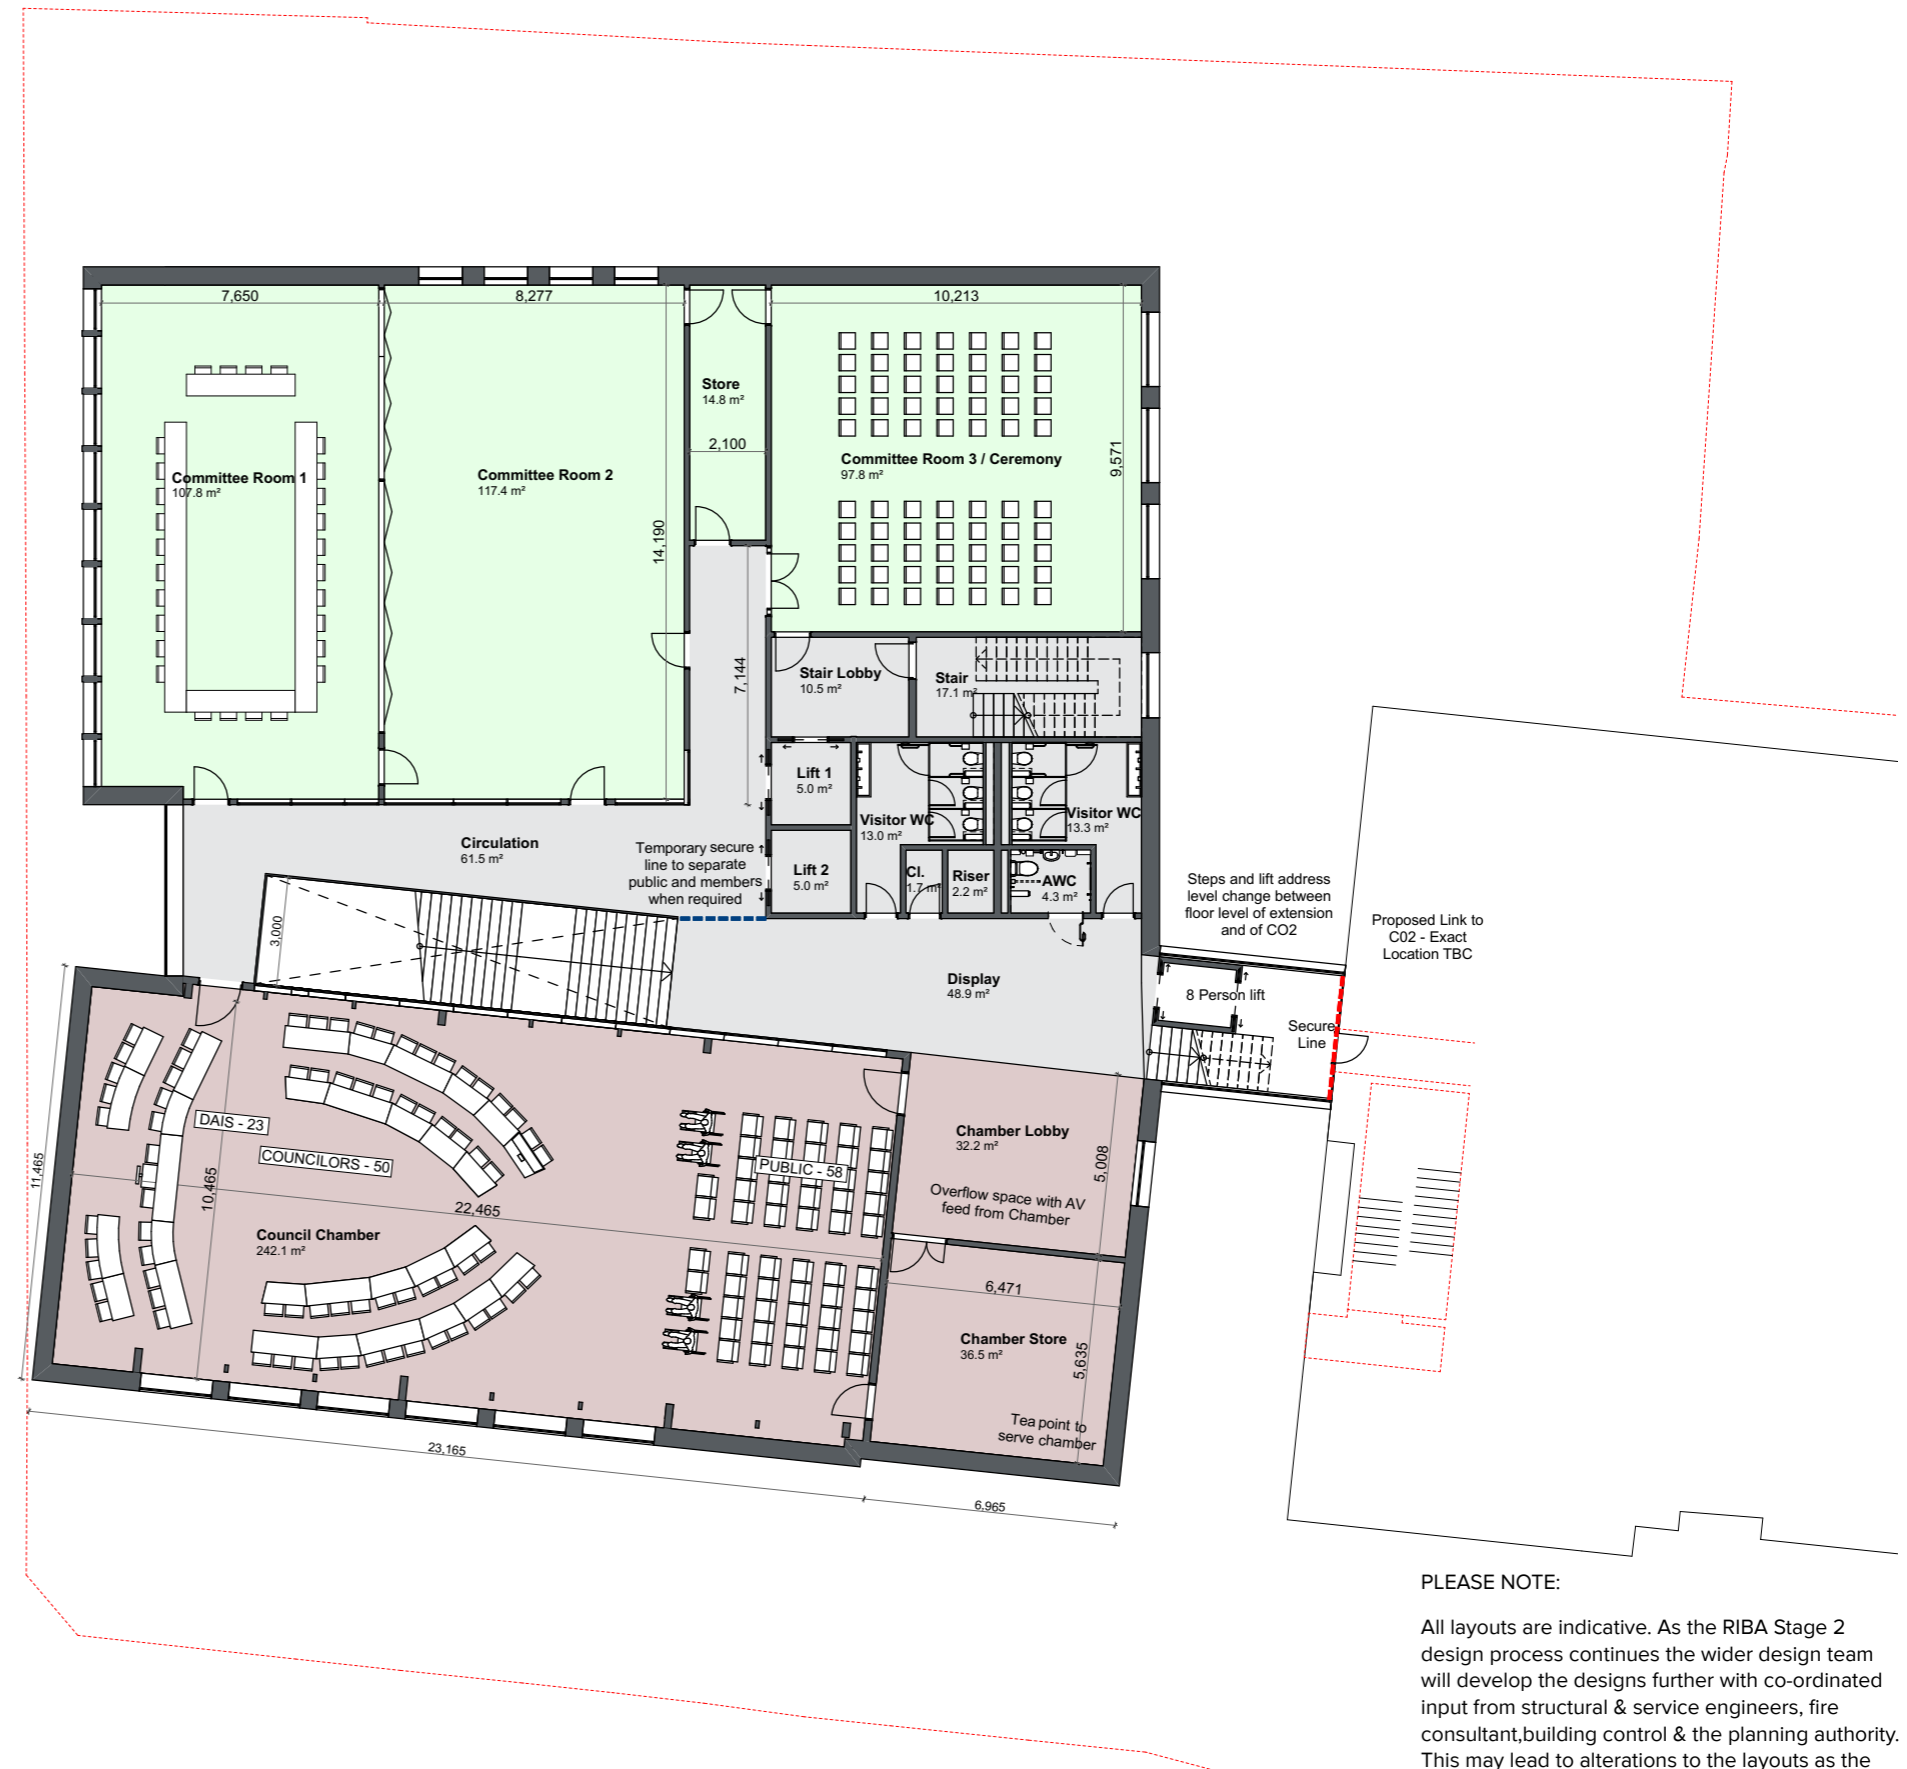 7,650
8,277
10,213
Store
14.8 m²
2,100
Committee Room 1
107.8 m²
Committee Room 2
117.4 m²
Committee Room 3 / Ceremony
97.8 m²
9,571
14,190
7,144
Stair Lobby
10.5 m²
Stair
17.1 m²
Lift 1
5.0 m²
Visitor WC
13.0 m²
Visitor WC
13.3 m²
Circulation
61.5 m²
Temporary secure
line to separate
public and members
when required
Lift 2
5.0 m²
Cl.
1.7 m²
Riser
2.2 m²
AWC
4.3 m²
Steps and lift address
level change between
floor level of extension
and of CO2
Proposed Link to
C02 - Exact
Location TBC
3,000
Display
48.9 m²
8 Person lift
Secure
Line
DAIS - 23
COUNCILORS - 50
PUBLIC - 58
Chamber Lobby
32.2 m²
5,008
11,465
10,465
22,465
Overflow space with AV
feed from Chamber
Council Chamber
242.1 m²
6,471
Chamber Store
36.5 m²
5,635
Tea point to
serve chamber
23,165
6,965
PLEASE NOTE:
All layouts are indicative. As the RIBA Stage 2
design process continues the wider design team
will develop the designs further with co-ordinated
input from structural & service engineers, fire
consultant,building control & the planning authority.
This may lead to alterations to the layouts as the